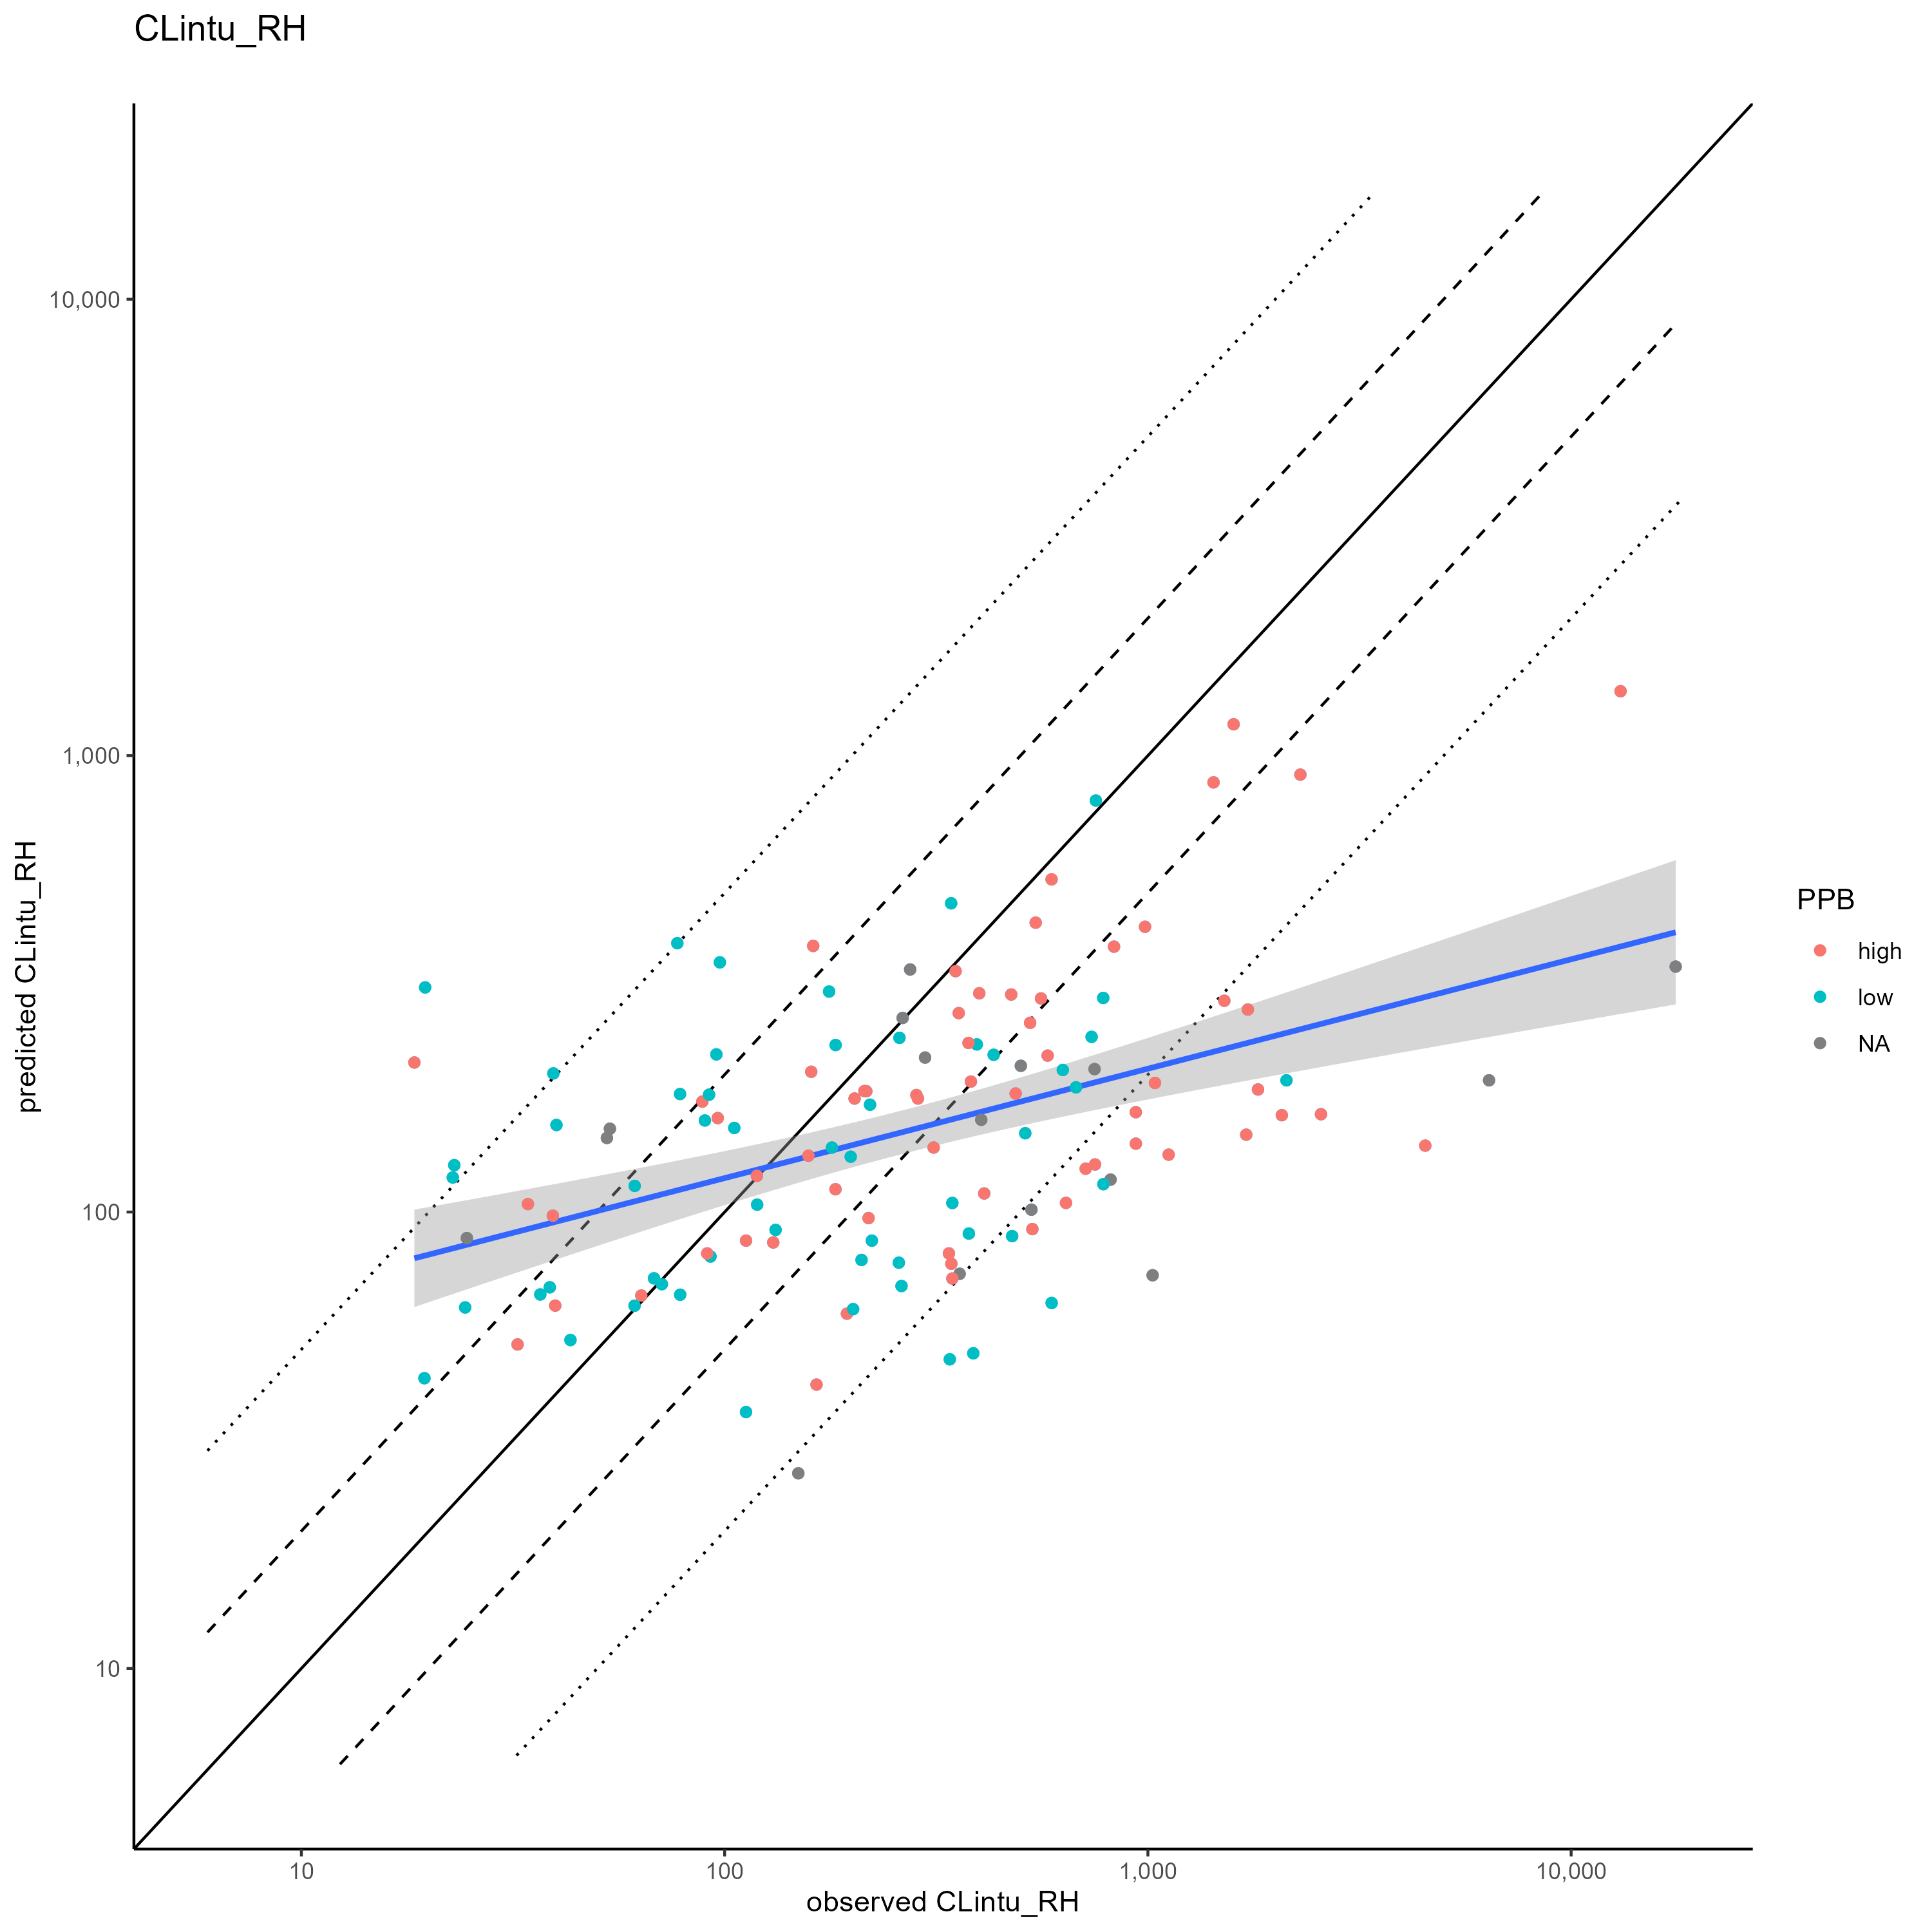 CLintu_RH
10,000
1,000
100
10
predicted CLintu_RH
10
100
1,000
10,000
observed CLintu_RH
PPB
high
low
NA